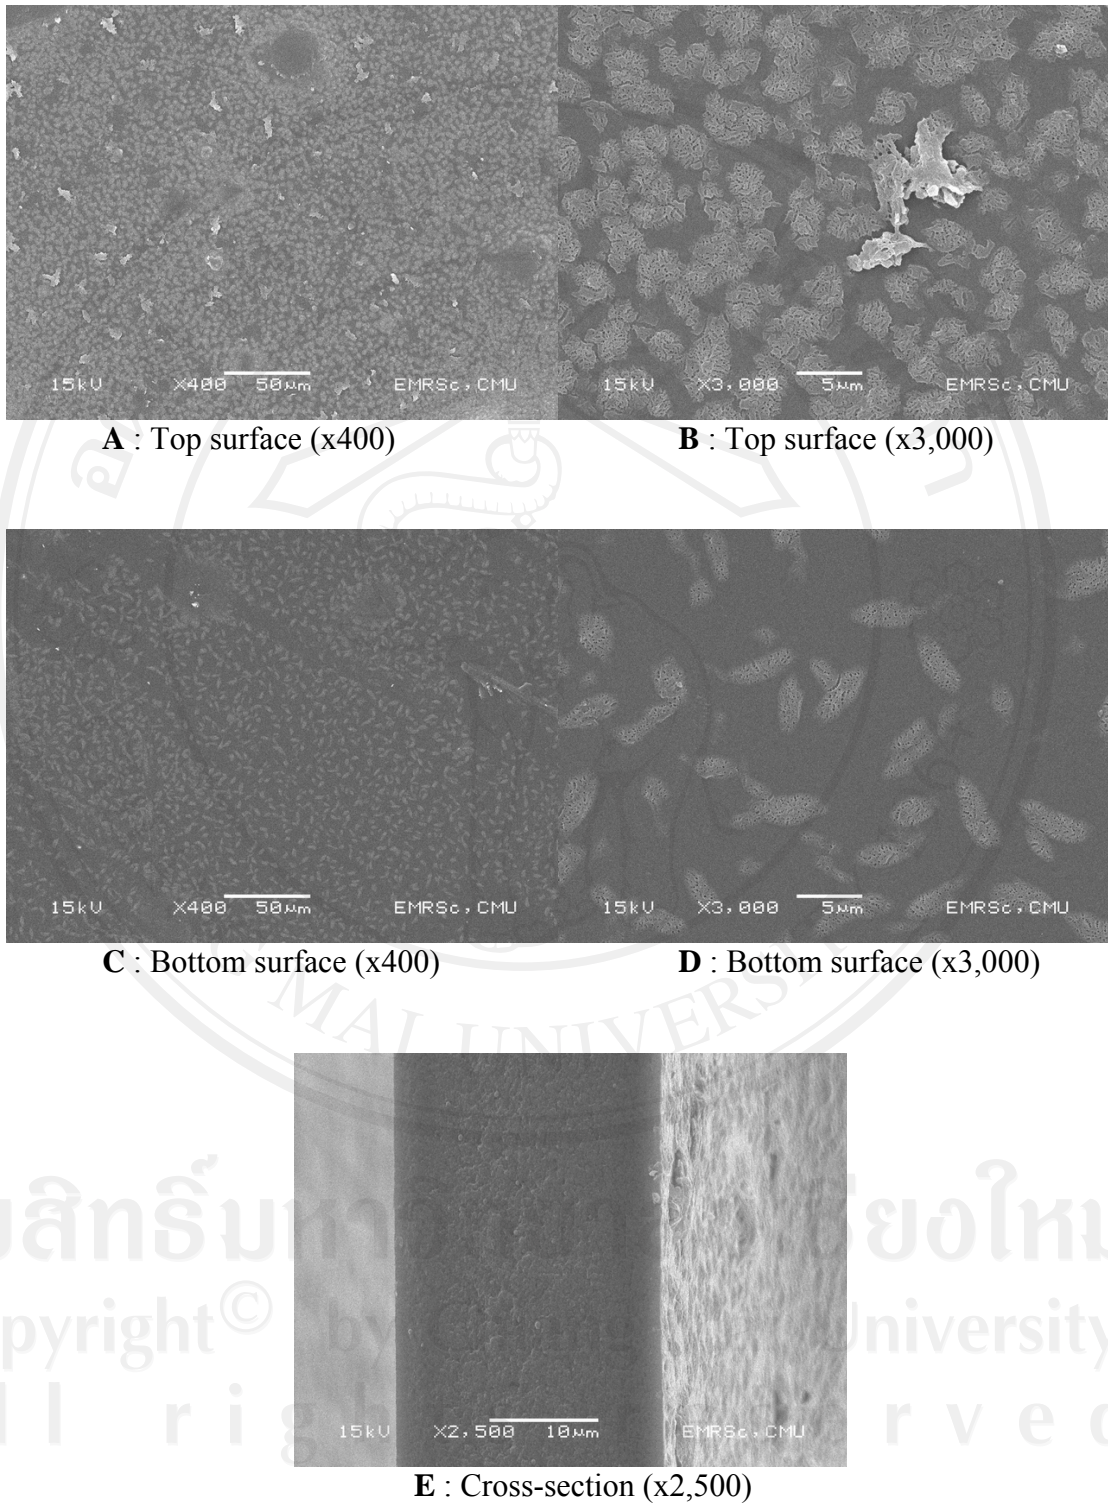 15kV X400 50μm EMRSc,CMU
15kV X3,000 5μm EMRSc,CMU
A : Top surface (x400)
B : Top surface (x3,000)
15kV X400 50μm EMRSc,CMU
15kV X3,000 5μm EMRSc,CMU
C : Bottom surface (x400)
D : Bottom surface (x3,000)
MAI UNIVERSI
15kV X2,500 10μm EMRSc,CMU
E : Cross-section (x2,500)